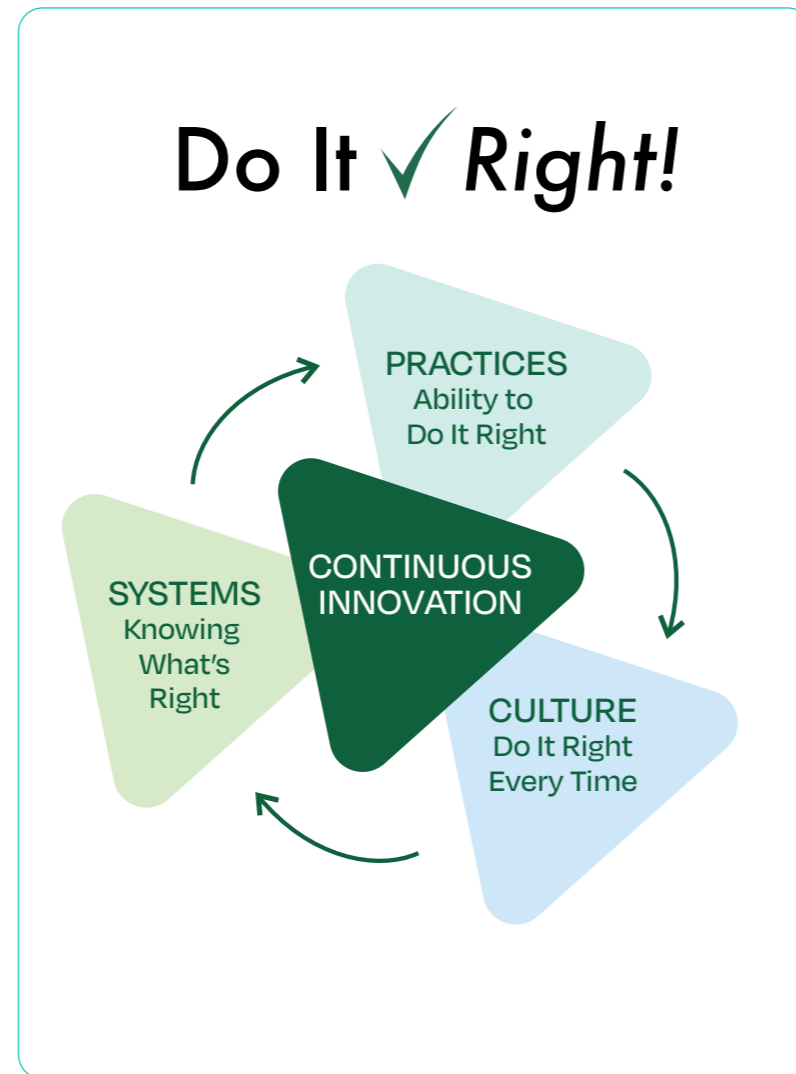 Do It Right!
PRACTICES
Ability to
Do It Right
CONTINUOUS
INNOVATION
SYSTEMS
Knowing
What's
Right
CULTURE
Do It Right
Every Time